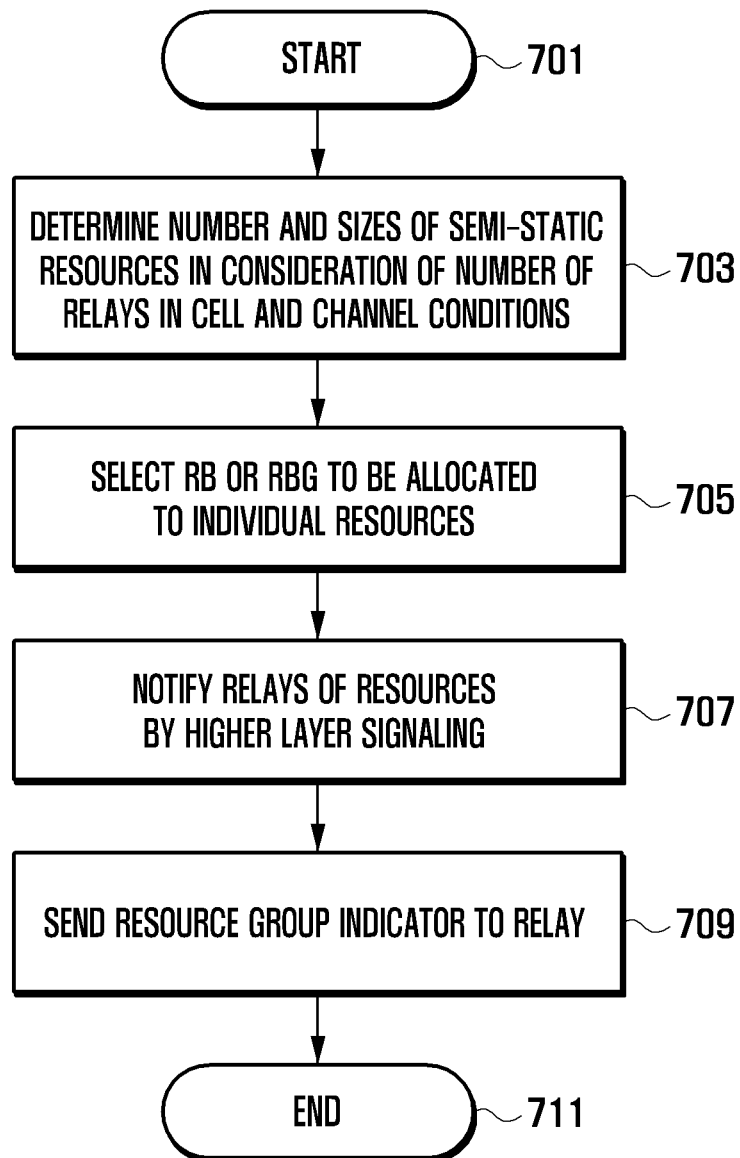 START
701
DETERMINE NUMBER AND SIZES OF SEMI-STATIC
RESOURCES IN CONSIDERATION OF NUMBER OF
RELAYS IN CELL AND CHANNEL CONDITIONS
703
SELECT RB OR RBG TO BE ALLOCATED
TO INDIVIDUAL RESOURCES
705
NOTIFY RELAYS OF RESOURCES
BY HIGHER LAYER SIGNALING
707
SEND RESOURCE GROUP INDICATOR TO RELAY
709
END
711